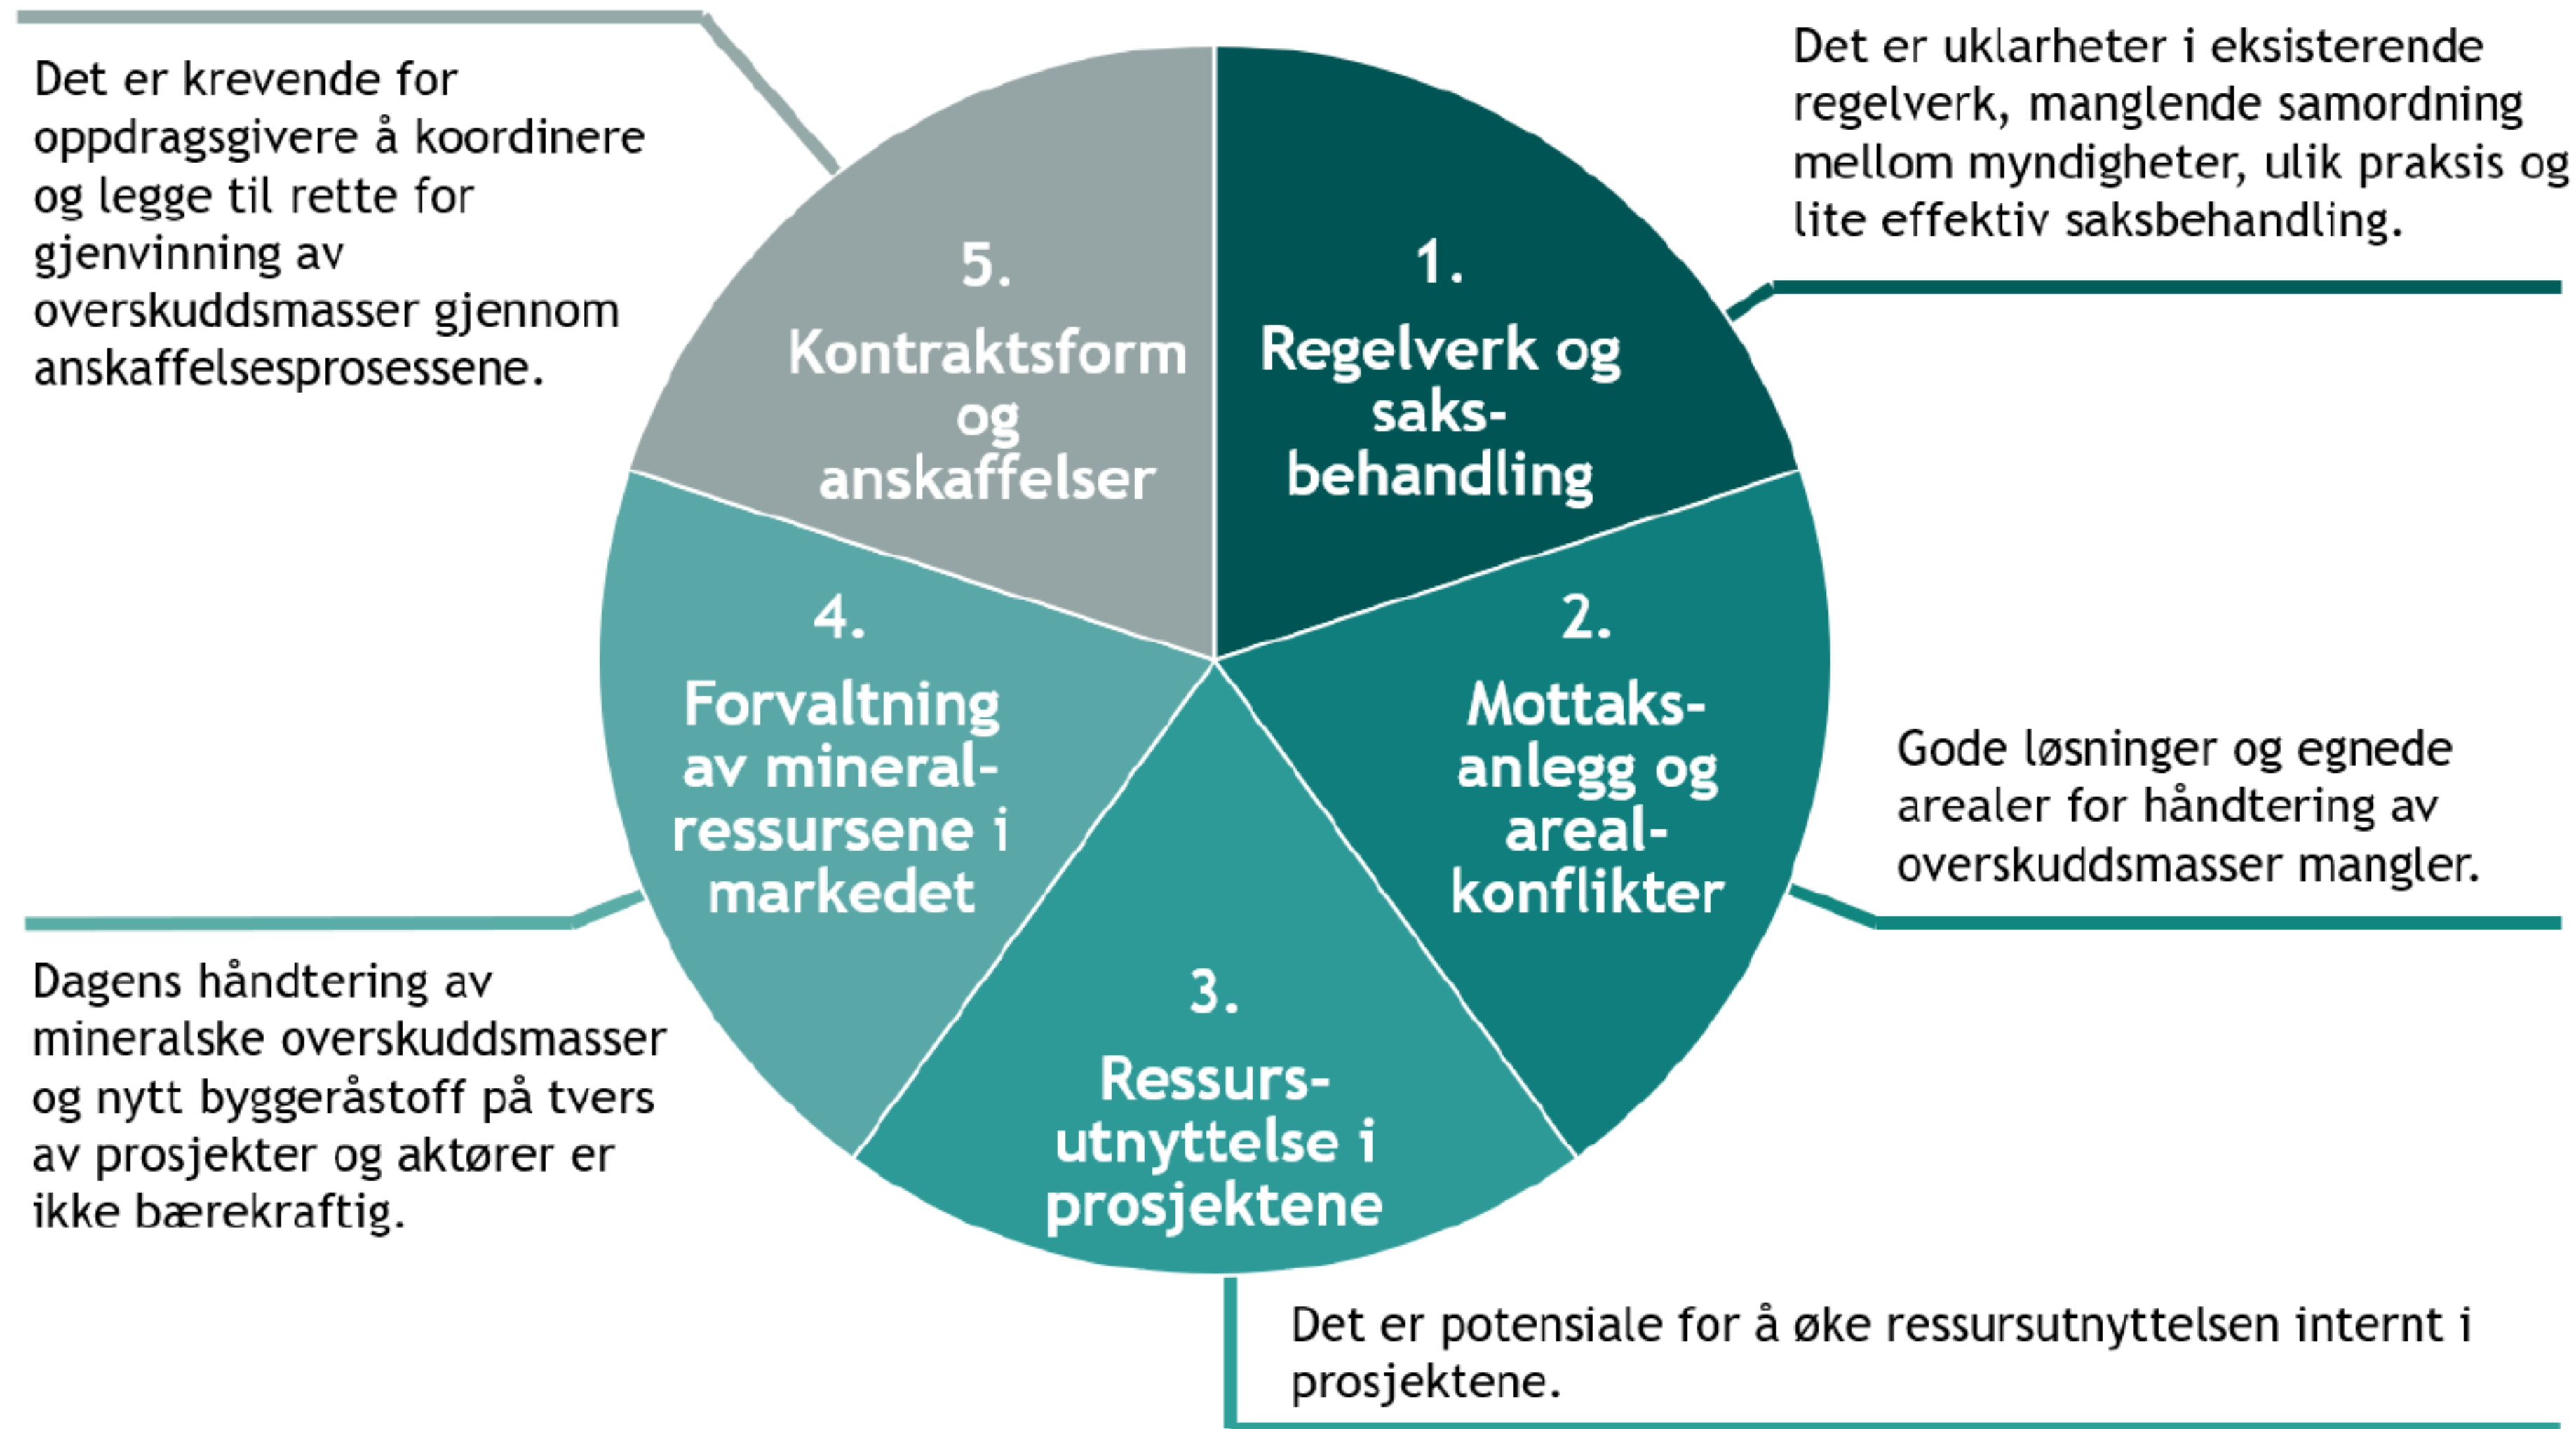 Det er krevende for
oppdragsgivere å koordinere
og legge til rette for
gjenvinning av
overskuddsmasser gjennom
anskaffelsesprosessene.
Det er uklarheter i eksisterende
regelverk, manglende samordning
mellom myndigheter, ulik praksis og
lite effektiv saksbehandling.
5.
Kontraktsform
og
anskaffelser
1.
Regelverk og
saks-
behandling
4.
Forvaltning
av mineral-
ressursene i
markedet
2.
Mottaks-
anlegg og
areal-
konflikter
Gode løsninger og egnede
arealer for håndtering av
overskuddsmasser mangler.
Dagens håndtering av
mineralske overskuddsmasser
og nytt byggeråstoff på tvers
av prosjekter og aktører er
ikke bærekraftig.
3.
Ressurs-
utnyttelse i
prosjektene
Det er potensiale for å øke ressursutnyttelsen internt i
prosjektene.